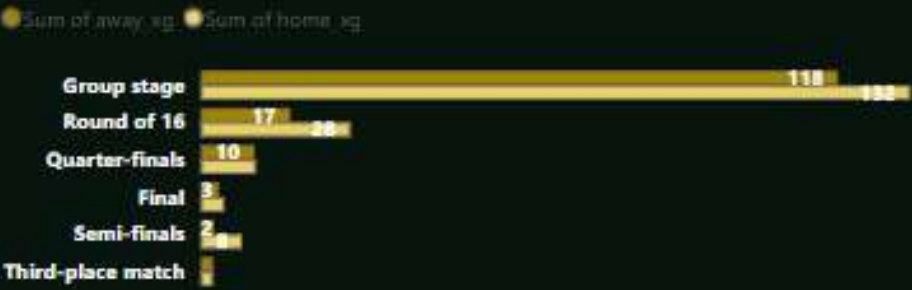 Sum of away_xg Sum of home_xg
Group stage 118 132
Round of 16 17 28
Quarter-finals 10
Final 3
Semi-finals 2 8
Third-place match